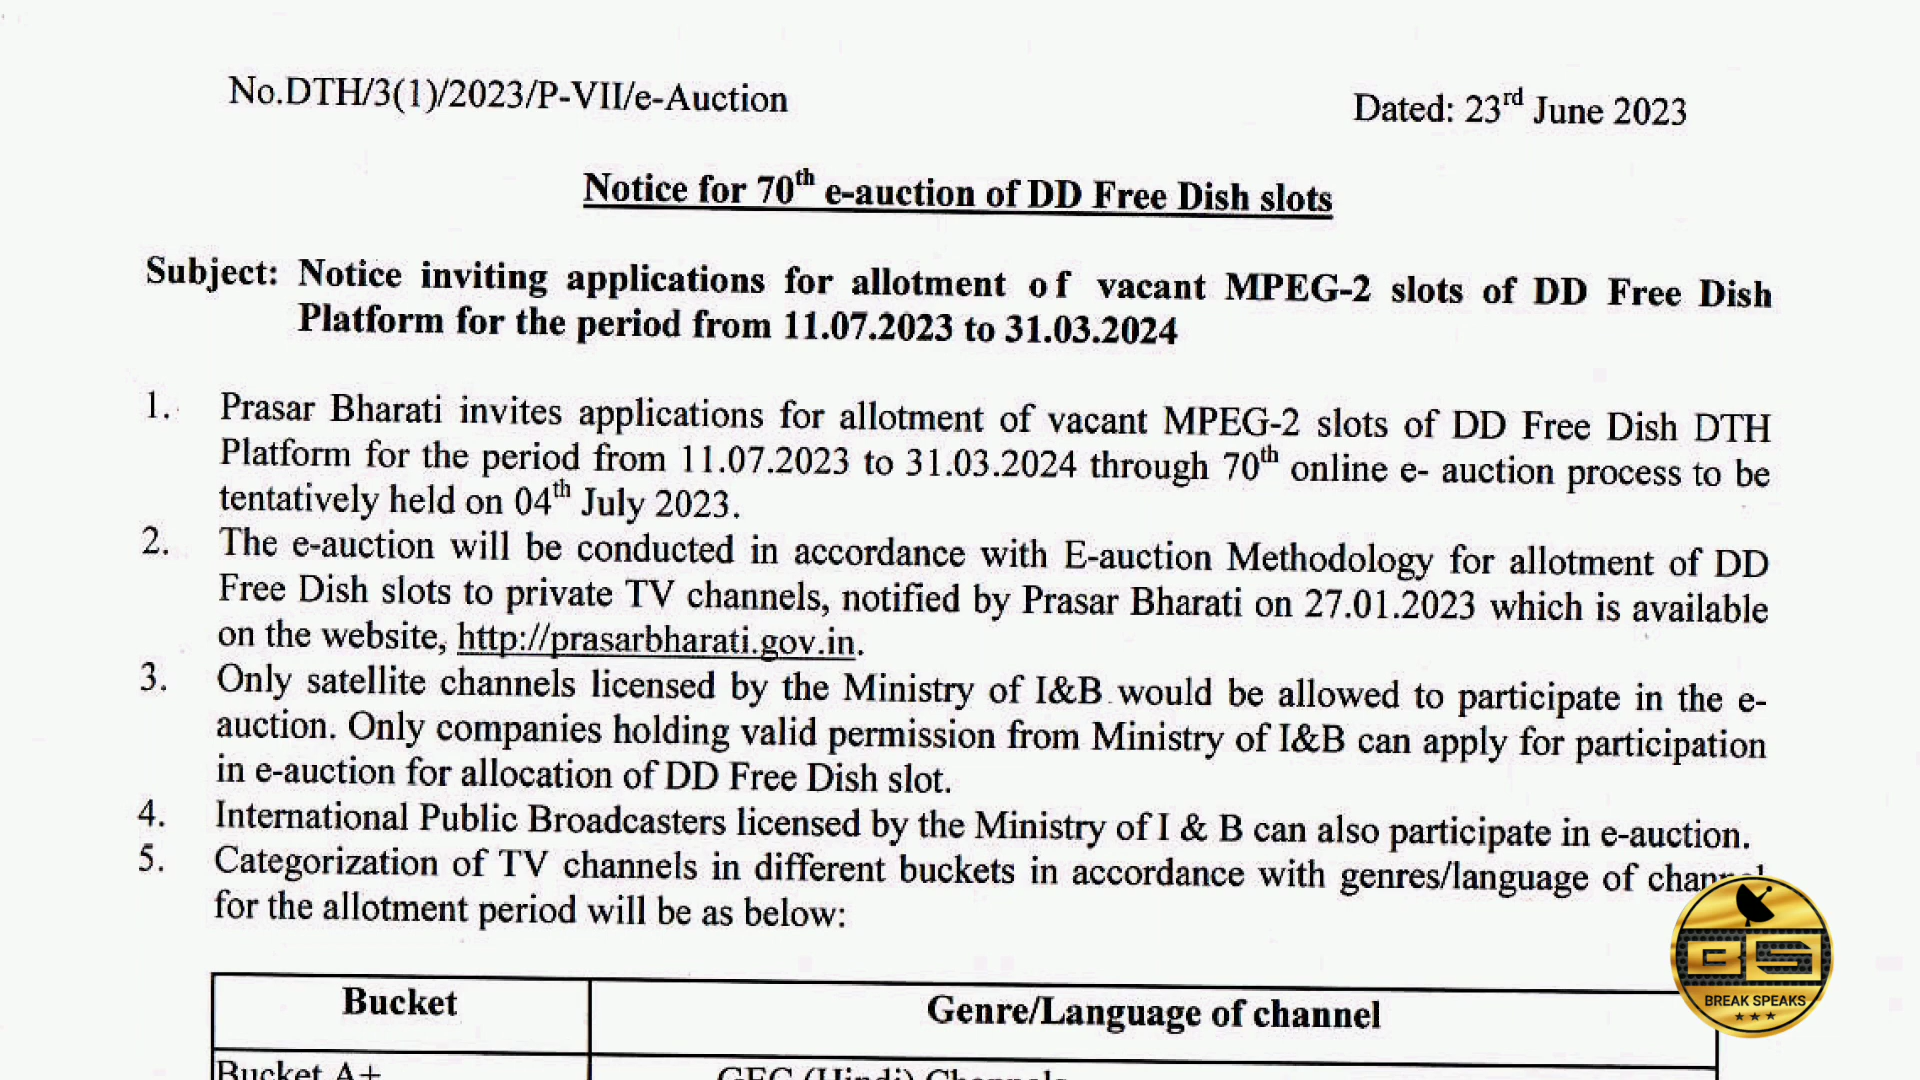 No.DTH/3(1)/2023/P-VII/e-Auction
Dated: 23rd June 2023
Notice for 70th e-auction of DD Free Dish slots
Subject: Notice inviting applications for allotment of vacant MPEG-2 slots of DD Free Dish
Platform for the period from 11.07.2023 to 31.03.2024
1. Prasar Bharati invites applications for allotment of vacant MPEG-2 slots of DD Free Dish DTH
Platform for the period from 11.07.2023 to 31.03.2024 through 70th online e- auction process to be
tentatively held on 04th July 2023.
2. The e-auction will be conducted in accordance with E-auction Methodology for allotment of DD
Free Dish slots to private TV channels, notified by Prasar Bharati on 27.01.2023 which is available
on the website, http://prasarbharati.gov.in.
3. Only satellite channels licensed by the Ministry of I&B would be allowed to participate in the e-
auction. Only companies holding valid permission from Ministry of I&B can apply for participation
in e-auction for allocation of DD Free Dish slot.
4. International Public Broadcasters licensed by the Ministry of I & B can also participate in e-auction.
5. Categorization of TV channels in different buckets in accordance with genres/language of channel
for the allotment period will be as below:
Bucket
Genre/Language of channel
Bucket A+
GEC (Hindi) Channels
BS
BREAK SPEAKS